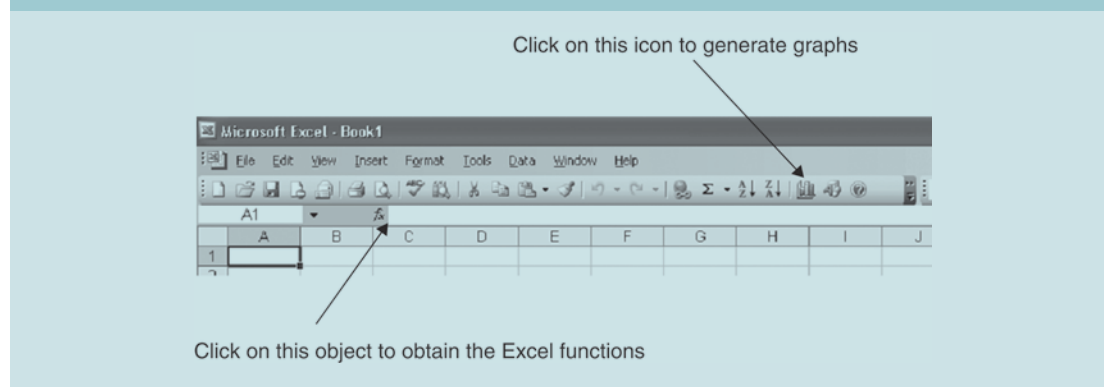 Click on this icon to generate graphs
Microsoft Excel - Book1
File Edit View Insert Format Tools Data Window Help
A1 fx
A B C D E F G H I J
1
2
Click on this object to obtain the Excel functions